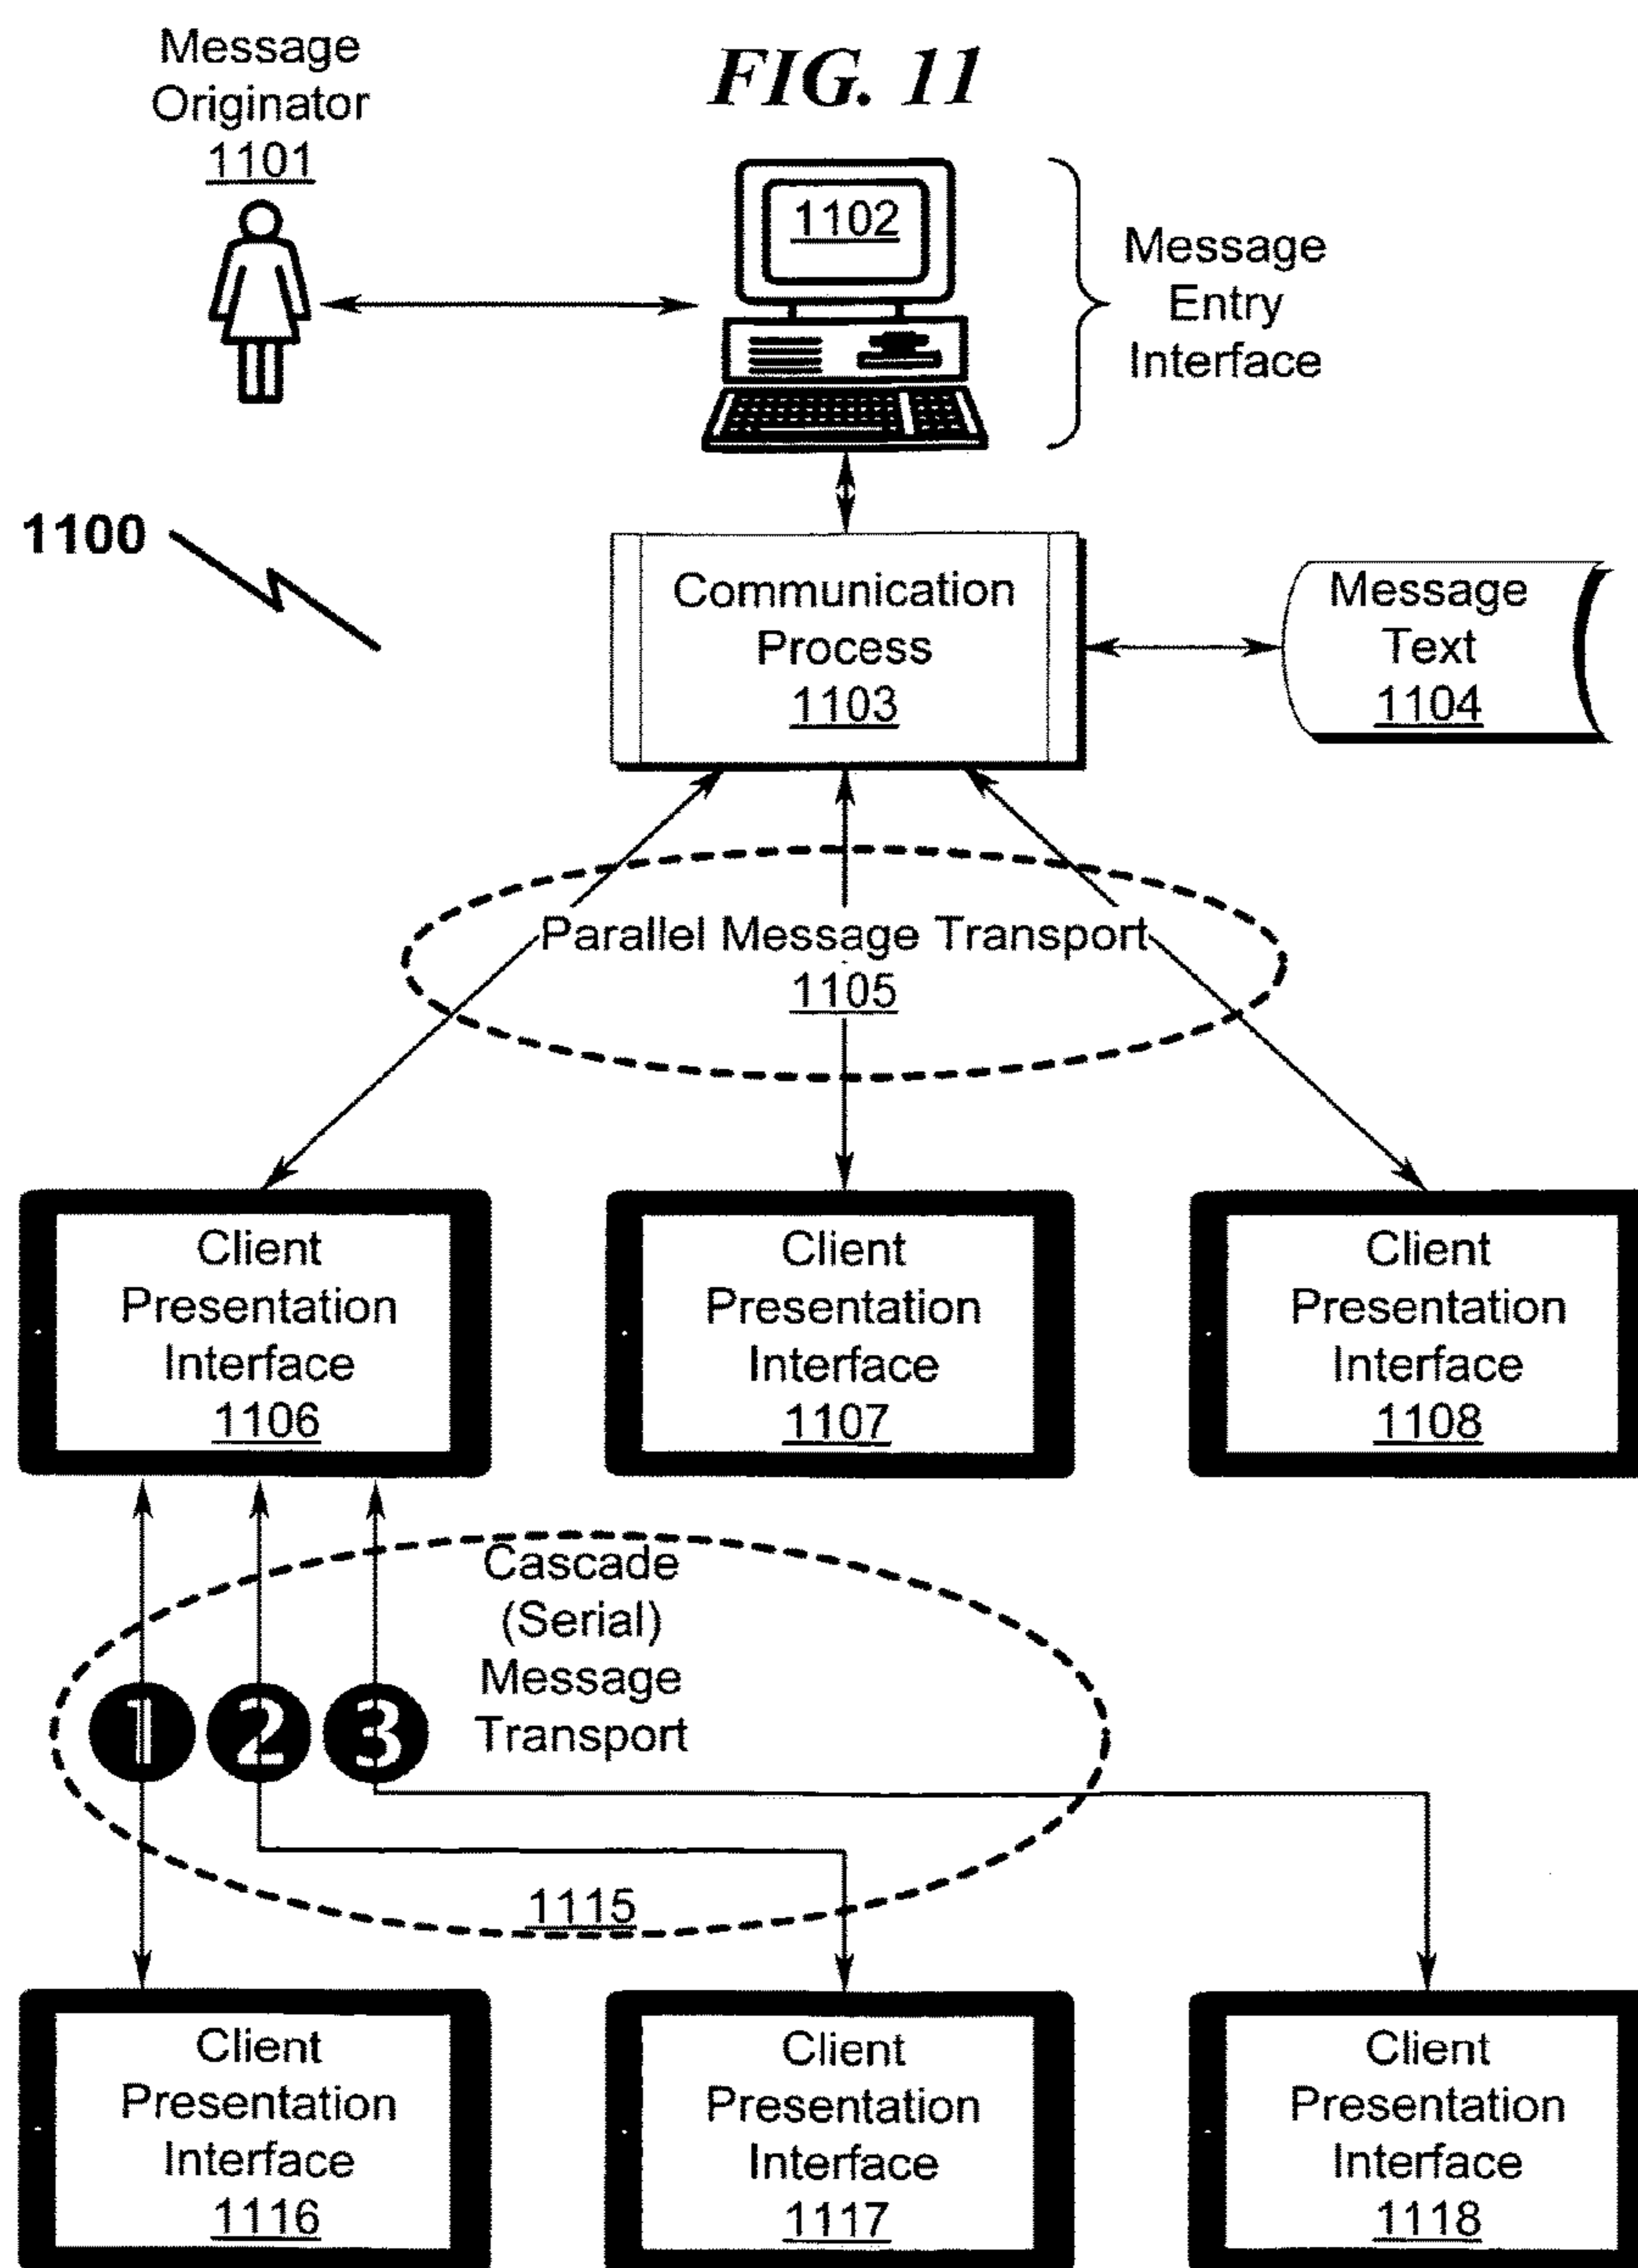 Message
Originator
1101
FIG. 11
1102
Message
Entry
Interface
1100
Communication
Process
1103
Message
Text
1104
Parallel Message Transport
1105
Client
Presentation
Interface
1106
Client
Presentation
Interface
1107
Client
Presentation
Interface
1108
Cascade
(Serial)
Message
Transport
1
2
3
1115
Client
Presentation
Interface
1116
Client
Presentation
Interface
1117
Client
Presentation
Interface
1118